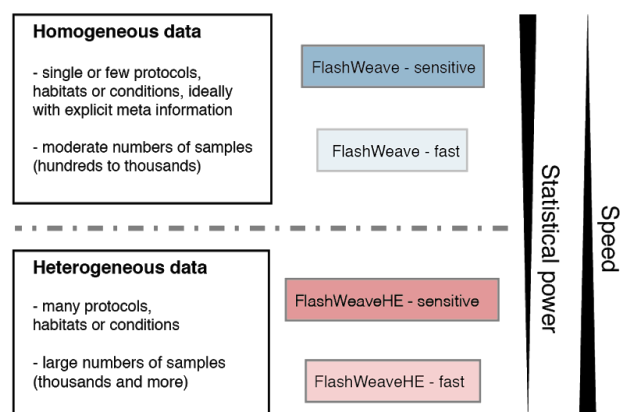 Homogeneous data
- single or few protocols,
habitats or conditions, ideally
with explicit meta information
- moderate numbers of samples
(hundreds to thousands)
FlashWeave - sensitive
FlashWeave - fast
Heterogeneous data
- many protocols,
habitats or conditions
- large numbers of samples
(thousands and more)
FlashWeaveHE - sensitive
FlashWeaveHE - fast
Statistical power
Speed